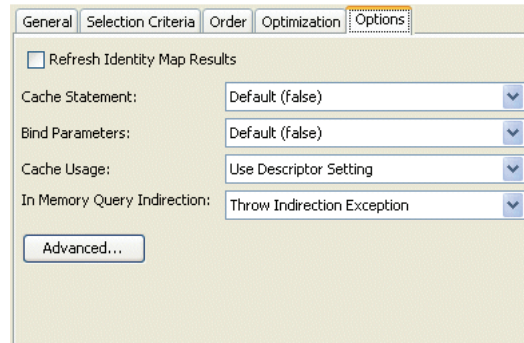 General Selection Criteria Order Optimization Options
Refresh Identity Map Results
Cache Statement: Default (false)
Bind Parameters: Default (false)
Cache Usage: Use Descriptor Setting
In Memory Query Indirection: Throw Indirection Exception
Advanced...